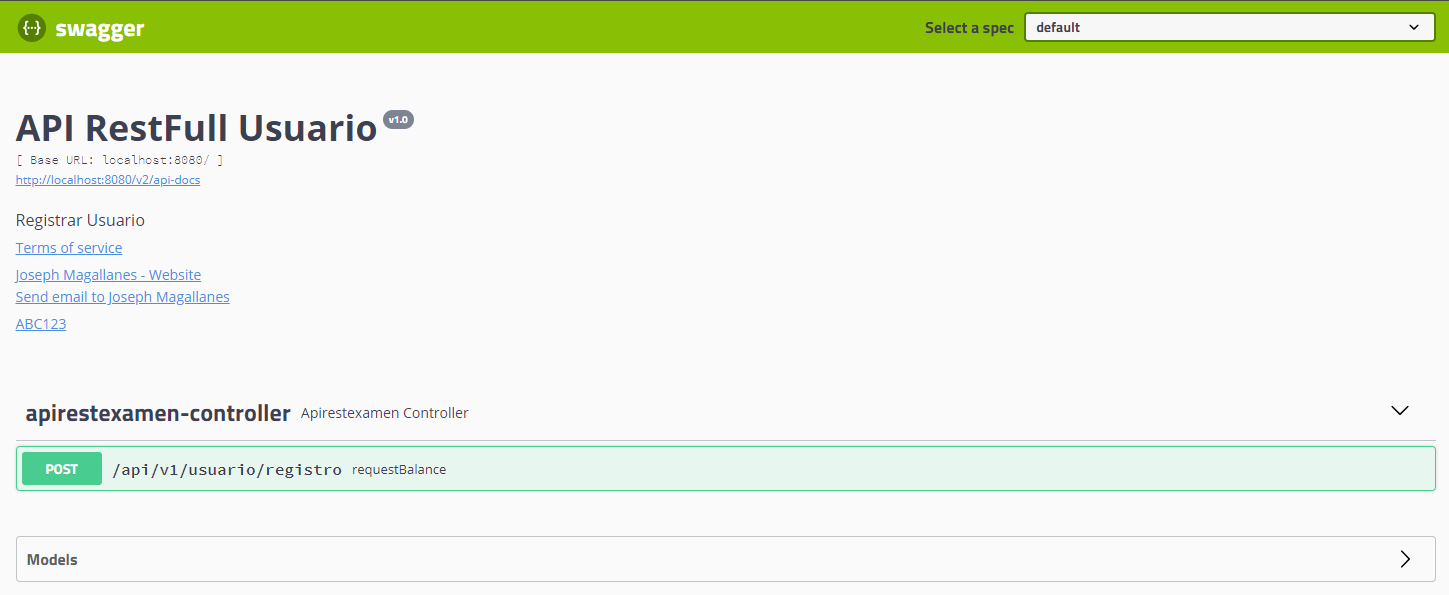 {···} swagger Select a spec default
API RestFull Usuario v1.0
[ Base URL: localhost:8080/ ]
http://localhost:8080/v2/api-docs
Registrar Usuario
Terms of service
Joseph Magallanes - Website
Send email to Joseph Magallanes
ABC123
apirestexamen-controller Apirestexamen Controller
POST /api/v1/usuario/registro requestBalance
Models